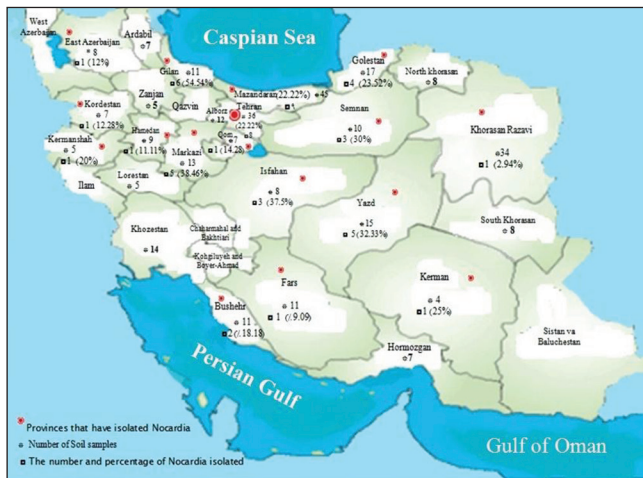 West
Azerbaijan
East Azerbaijan
8
1 (12%)
Ardabil
7
Caspian Sea
Gilan
11
6 (54.54%)
Zanjan
5
Qazvin
Mazandaran (22.22%) 45
Golestan
17
4 (23.52%)
North khorasan
8
Kordestan
7
1 (12.28%)
Alborz
12
Tehran
36
(22.22%)
8
Semnan
10
3 (30%)
Khorasan Razavi
34
1 (2.94%)
Kermanshah
5
1 (20%)
Hamedan
9
1 (11.11%)
Markazi
13
5 (38.46%)
Qom
1 (14.28)
Ilam
Lorestan
5
Isfahan
8
3 (37.5%)
Yazd
15
5 (32.33%)
South Khorasan
8
Khozestan
14
Chaharmahal and
Bakhtiari
Kohgiluyeh and
Boyer-Ahmad
Fars
11
1 (٪9.09)
Kerman
4
1 (25%)
Bushehr
11
2 (٪18.18)
Hormozgan
7
Sistan va
Baluchestan
Persian Gulf
Gulf of Oman
Provinces that have isolated Nocardia
Number of Soil samples
The number and percentage of Nocardia isolated